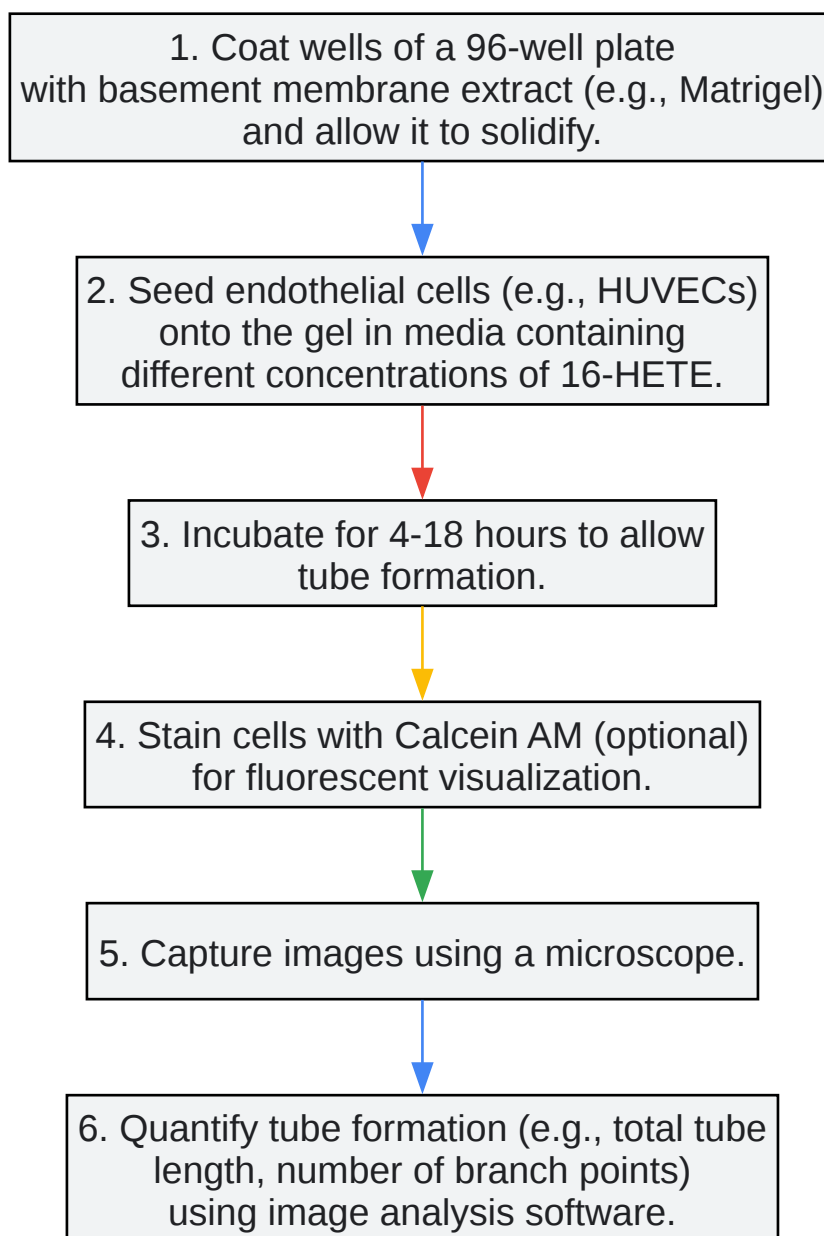 1. Coat wells of a 96-well plate
with basement membrane extract (e.g., Matrigel)
and allow it to solidify.
2. Seed endothelial cells (e.g., HUVECs)
onto the gel in media containing
different concentrations of 16-HETE.
3. Incubate for 4-18 hours to allow
tube formation.
4. Stain cells with Calcein AM (optional)
for fluorescent visualization.
5. Capture images using a microscope.
6. Quantify tube formation (e.g., total tube
length, number of branch points)
using image analysis software.